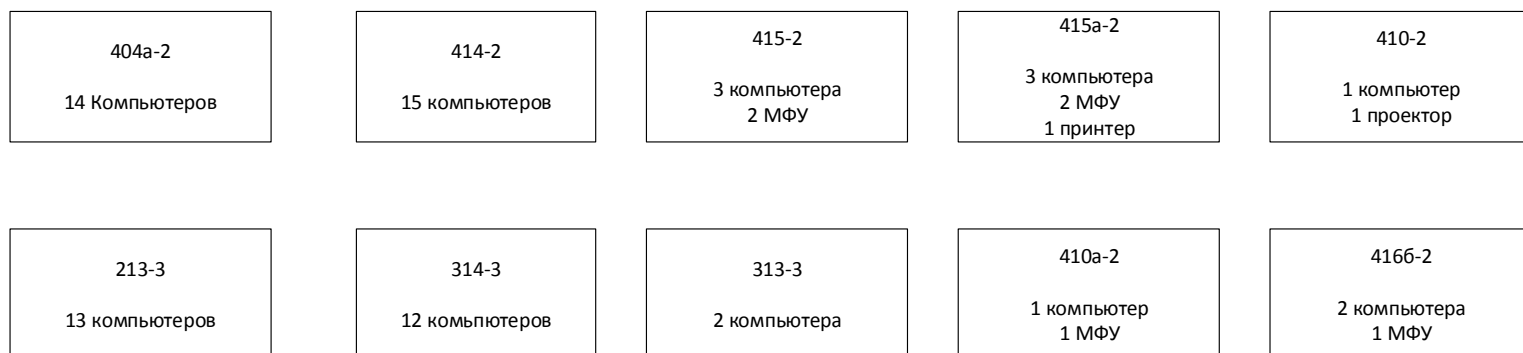 404а-2
14 Компьютеров
414-2
15 компьютеров
415-2
3 компьютера
2 МФУ
415а-2
3 компьютера
2 МФУ
1 принтер
410-2
1 компьютер
1 проектор
213-3
13 компьютеров
314-3
12 комьпютеров
313-3
2 компьютера
410а-2
1 компьютер
1 МФУ
416б-2
2 компьютера
1 МФУ